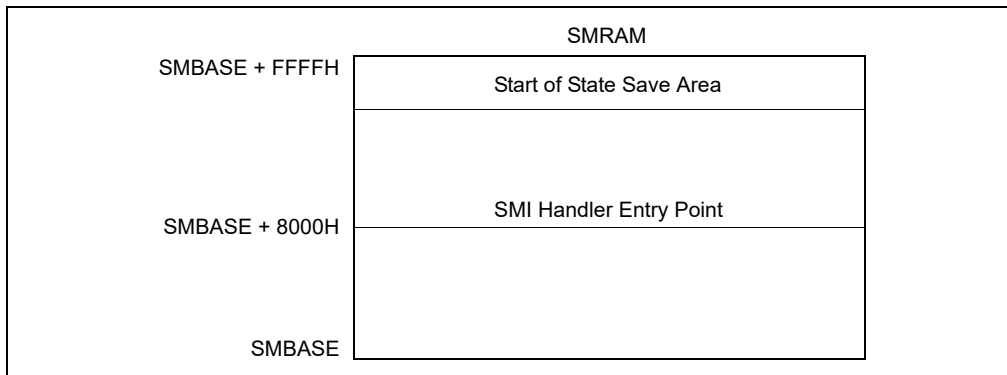 SMRAM
SMBASE + FFFFH
Start of State Save Area
SMI Handler Entry Point
SMBASE + 8000H
SMBASE